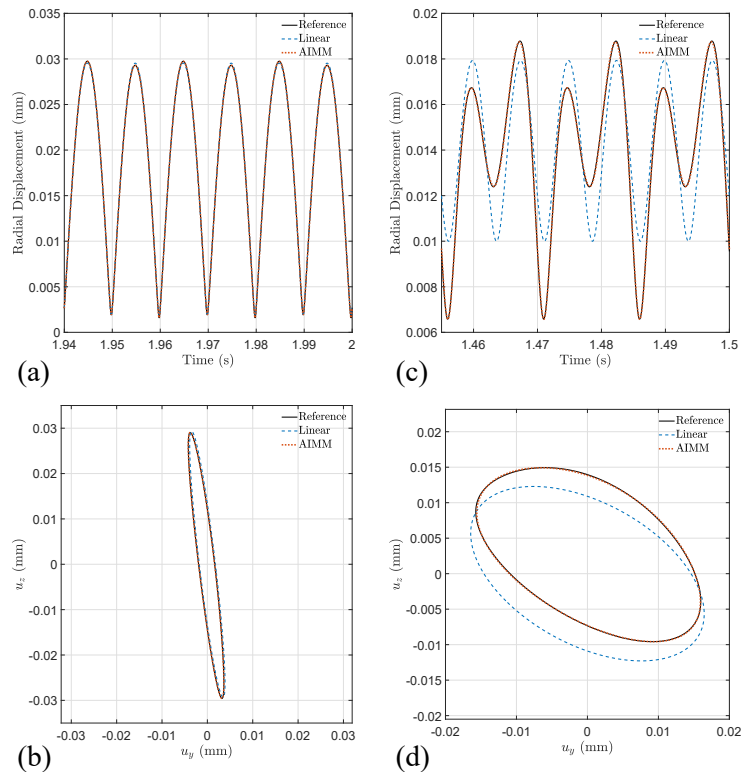 0.035
0.03
0.025
0.02
0.015
0.01
0.005
0
Radial Displacement (mm)
Reference
Linear
AIMM
1.94 1.95 1.96 1.97 1.98 1.99 2
Time (s)
(a)
0.02
0.018
0.016
0.014
0.012
0.01
0.008
0.006
Radial Displacement (mm)
Reference
Linear
AIMM
1.46 1.47 1.48 1.49 1.5
Time (s)
(c)
0.03
0.02
0.01
0
-0.01
-0.02
-0.03
u_z (mm)
Reference
Linear
AIMM
-0.03 -0.02 -0.01 0 0.01 0.02 0.03
u_y (mm)
(b)
0.02
0.015
0.01
0.005
0
-0.005
-0.01
-0.015
-0.02
u_z (mm)
Reference
Linear
AIMM
-0.02 -0.01 0 0.01 0.02
u_y (mm)
(d)